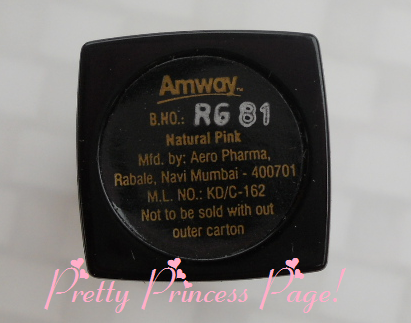 Amway™
B.NO.: RG 81
Natural Pink
Mfd. by: Aero Pharma,
Rabale, Navi Mumbai - 400701
M.L. NO.: KD/C-162
Not to be sold with out
outer carton
Pretty Princess Page!